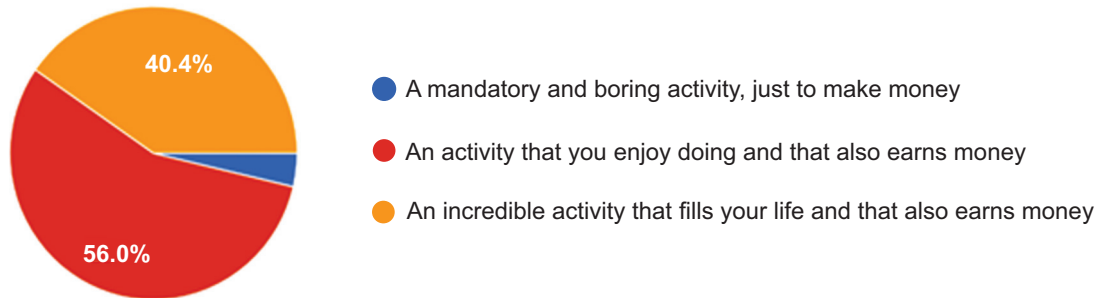 40.4%
A mandatory and boring activity, just to make money
An activity that you enjoy doing and that also earns money
An incredible activity that fills your life and that also earns money
56.0%